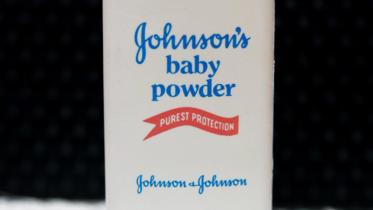 Johnson's
baby
powder
PUREST PROTECTION
Johnson & Johnson